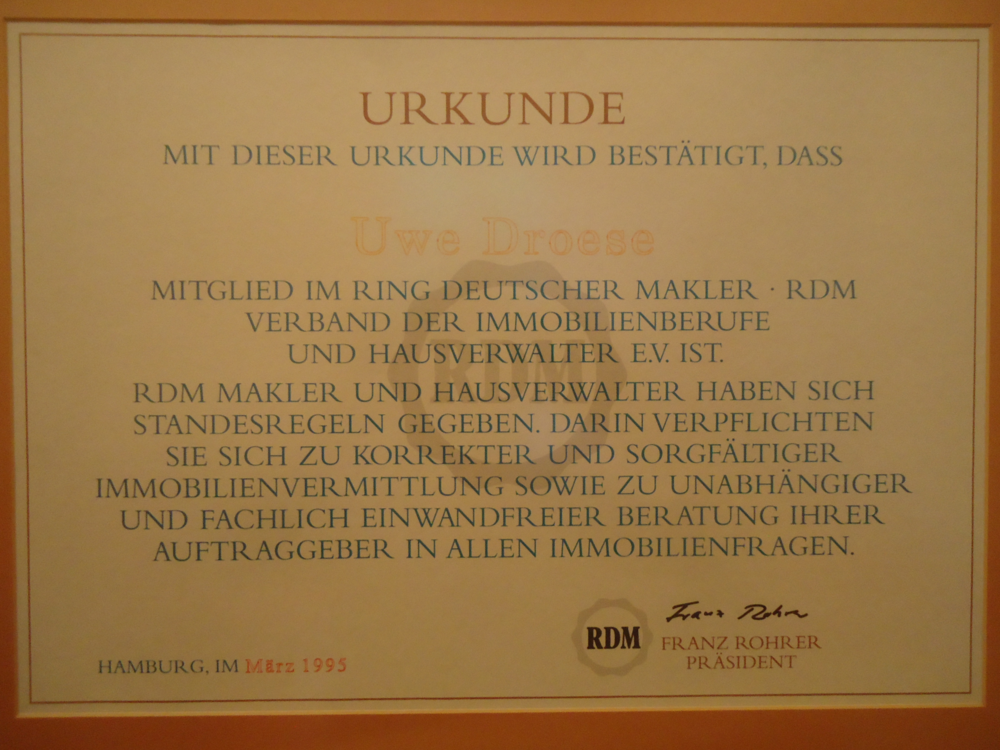 URKUNDE
MIT DIESER URKUNDE WIRD BESTÄTIGT, DASS
Uwe Droese
MITGLIED IM RING DEUTSCHER MAKLER · RDM
VERBAND DER IMMOBILIENBERUFE
UND HAUSVERWALTER E.V. IST.
RDM
RDM MAKLER UND HAUSVERWALTER HABEN SICH
STANDESREGELN GEGEBEN. DARIN VERPFLICHTEN
SIE SICH ZU KORREKTER UND SORGFÄLTIGER
IMMOBILIENVERMITTLUNG SOWIE ZU UNABHÄNGIGER
UND FACHLICH EINWANDFREIER BERATUNG IHRER
AUFTRAGGEBER IN ALLEN IMMOBILIENFRAGEN.
Franz Rohrer
RDM
FRANZ ROHRER
PRÄSIDENT
HAMBURG, IM März 1995